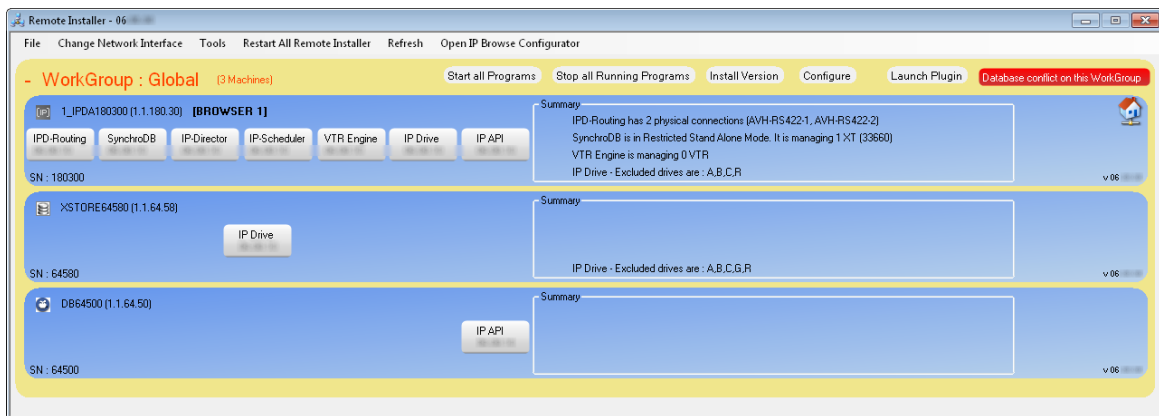 Remote Installer - 06
File Change Network Interface Tools Restart All Remote Installer Refresh Open IP Browse Configurator
- WorkGroup : Global (3 Machines) Start all Programs Stop all Running Programs Install Version Configure Launch Plugin Database conflict on this WorkGroup
1_IPDA180300 (1.1.180.30) [BROWSER 1]
IPD-Routing SynchroDB IP-Director IP-Scheduler VTR Engine IP Drive IP API
SN : 180300
Summary
IPD-Routing has 2 physical connections (AVH-RS422-1, AVH-RS422-2)
SynchroDB is in Restricted Stand Alone Mode. It is managing 1 XT (33660)
VTR Engine is managing 0 VTR
IP Drive - Excluded drives are : A,B,C,R
v 06
XSTORE64580 (1.1.64.58)
IP Drive
SN : 64580
Summary
IP Drive - Excluded drives are : A,B,C,G,R
v 06
DB64500 (1.1.64.50)
IP API
SN : 64500
Summary
v 06